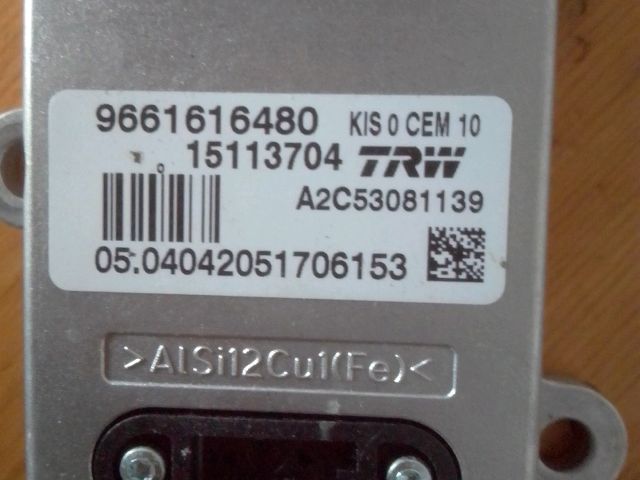 9661616480 KIS 0 CEM 10
15113704 TRW
A2C53081139
05.04042051706153
>AlSi12Cu1(Fe)<